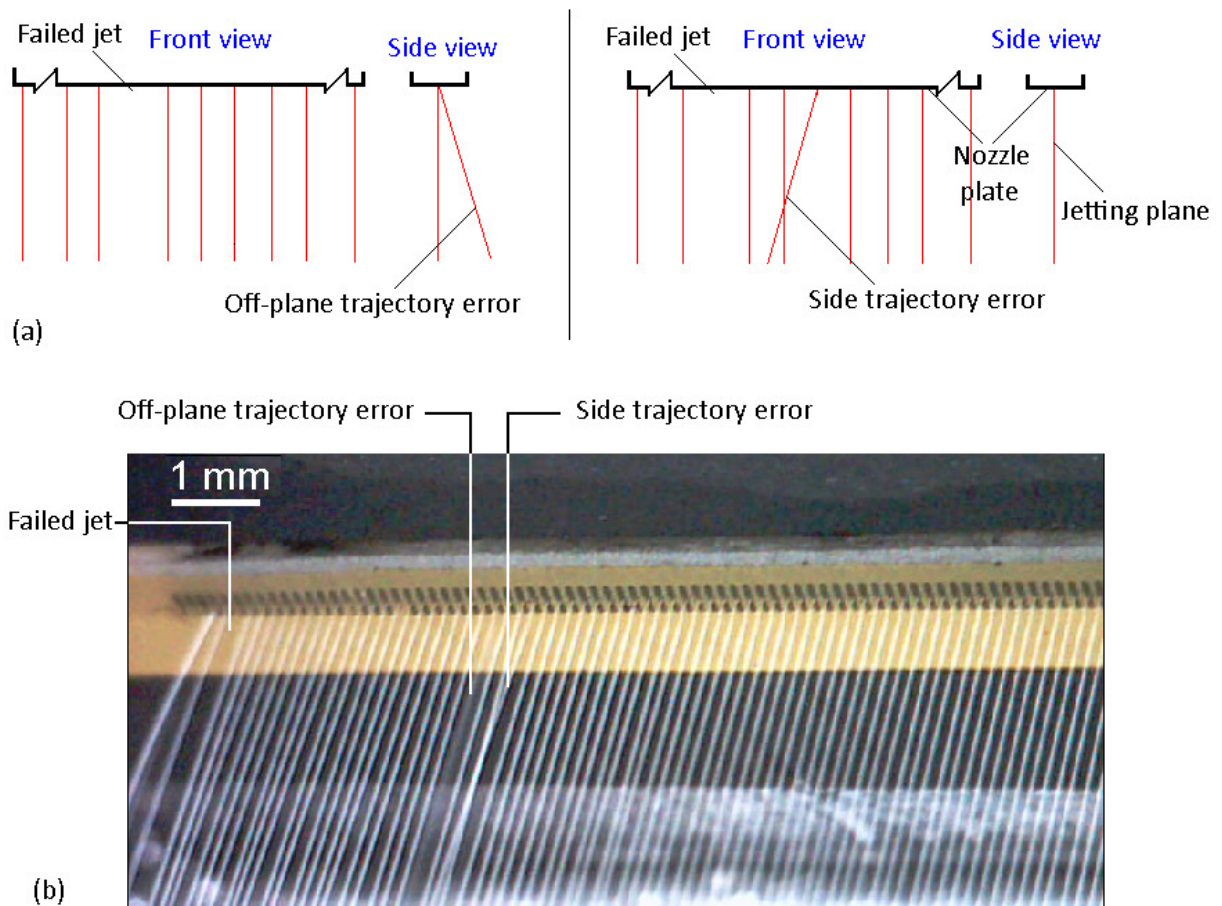 Failed jet
Front view
Side view
Off-plane trajectory error
(a)
Failed jet
Front view
Side view
Nozzle
plate
Jetting plane
Side trajectory error
Off-plane trajectory error
Side trajectory error
1 mm
Failed jet
(b)